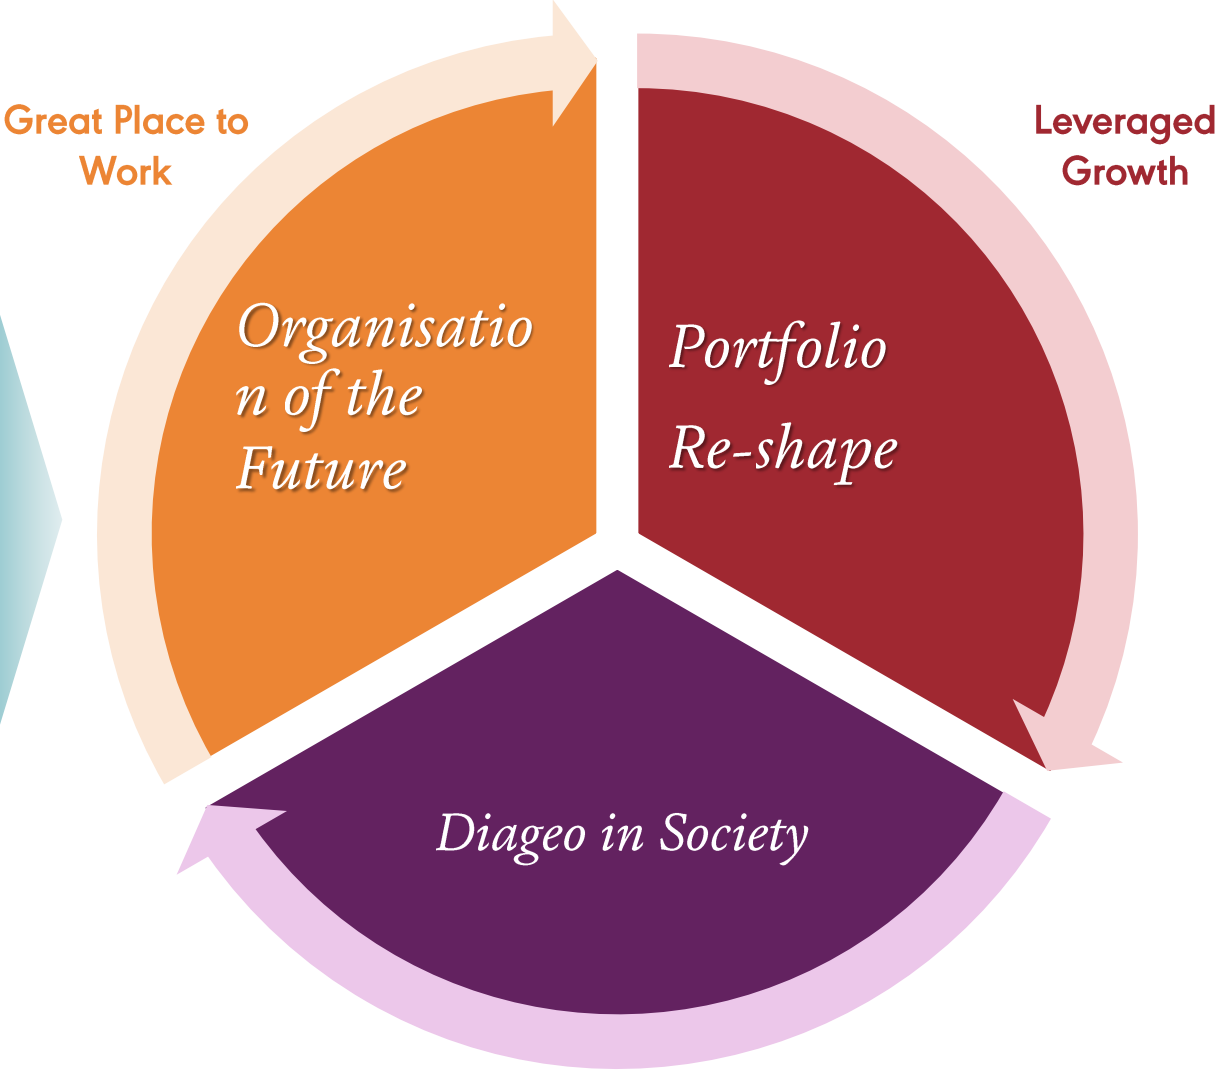 Great Place to
Work
Leveraged
Growth
Organisatio
n of the
Future
Portfolio
Re-shape
Diageo in Society